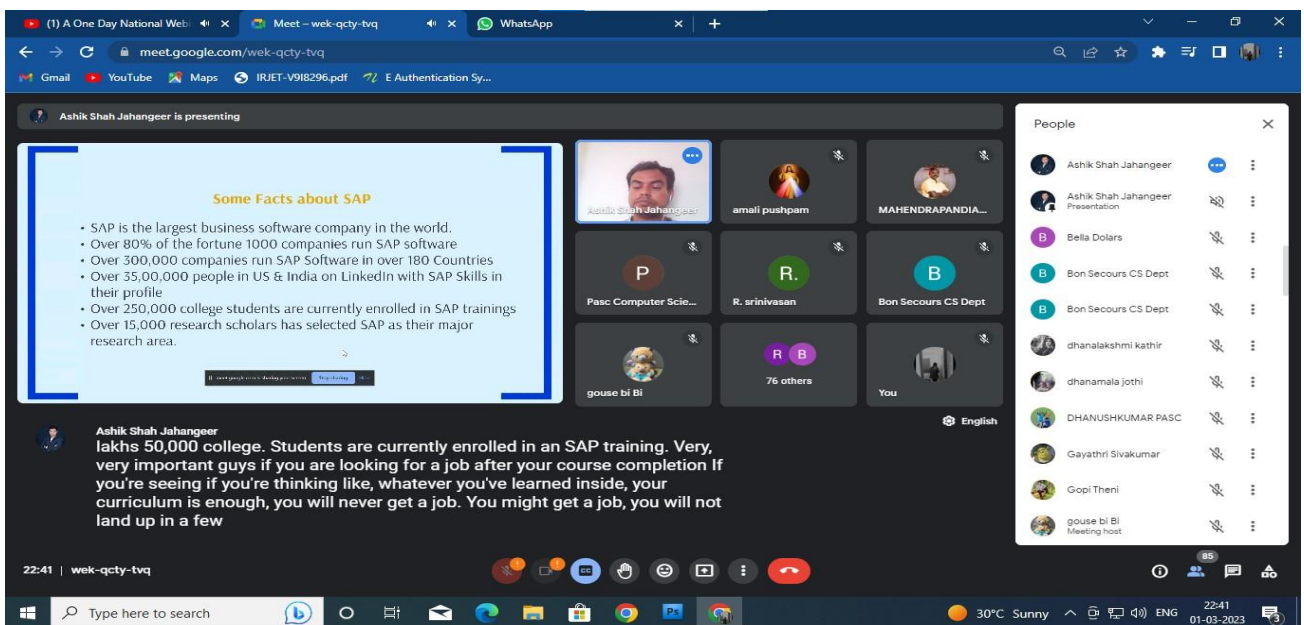 (1) A One Day National Webi
Meet – wek-qcty-tvq
WhatsApp
meet.google.com/wek-qcty-tvq
Gmail
YouTube
Maps
IRJET-V9I8296.pdf
E Authentication Sy...
Ashik Shah Jahangeer is presenting
Some Facts about SAP
• SAP is the largest business software company in the world.
• Over 80% of the fortune 1000 companies run SAP software
• Over 300,000 companies run SAP Software in over 180 Countries
• Over 35,00,000 people in US & India on LinkedIn with SAP Skills in
their profile
• Over 250,000 college students are currently enrolled in SAP trainings
• Over 15,000 research scholars has selected SAP as their major
research area.
Ashik Shah Jahangeer
amali pushpam
MAHENDRAPANDIA...
P
Pasc Computer Scie...
R.
R. srinivasan
B
Bon Secours CS Dept
gouse bi Bi
R B
76 others
You
People
Ashik Shah Jahangeer
Ashik Shah Jahangeer
Presentation
B
Bella Dolars
B
Bon Secours CS Dept
B
Bon Secours CS Dept
dhanalakshmi kathir
dhanamala jothi
DHANUSHKUMAR PASC
Gayathri Sivakumar
Gopi Theni
gouse bi Bi
Meeting host
English
Ashik Shah Jahangeer
lakhs 50,000 college. Students are currently enrolled in an SAP training. Very,
very important guys if you are looking for a job after your course completion If
you're seeing if you're thinking like, whatever you've learned inside, your
curriculum is enough, you will never get a job. You might get a job, you will not
land up in a few
22:41 | wek-qcty-tvq
85
Type here to search
Ps
30°C Sunny
ENG
22:41
01-03-2023
3